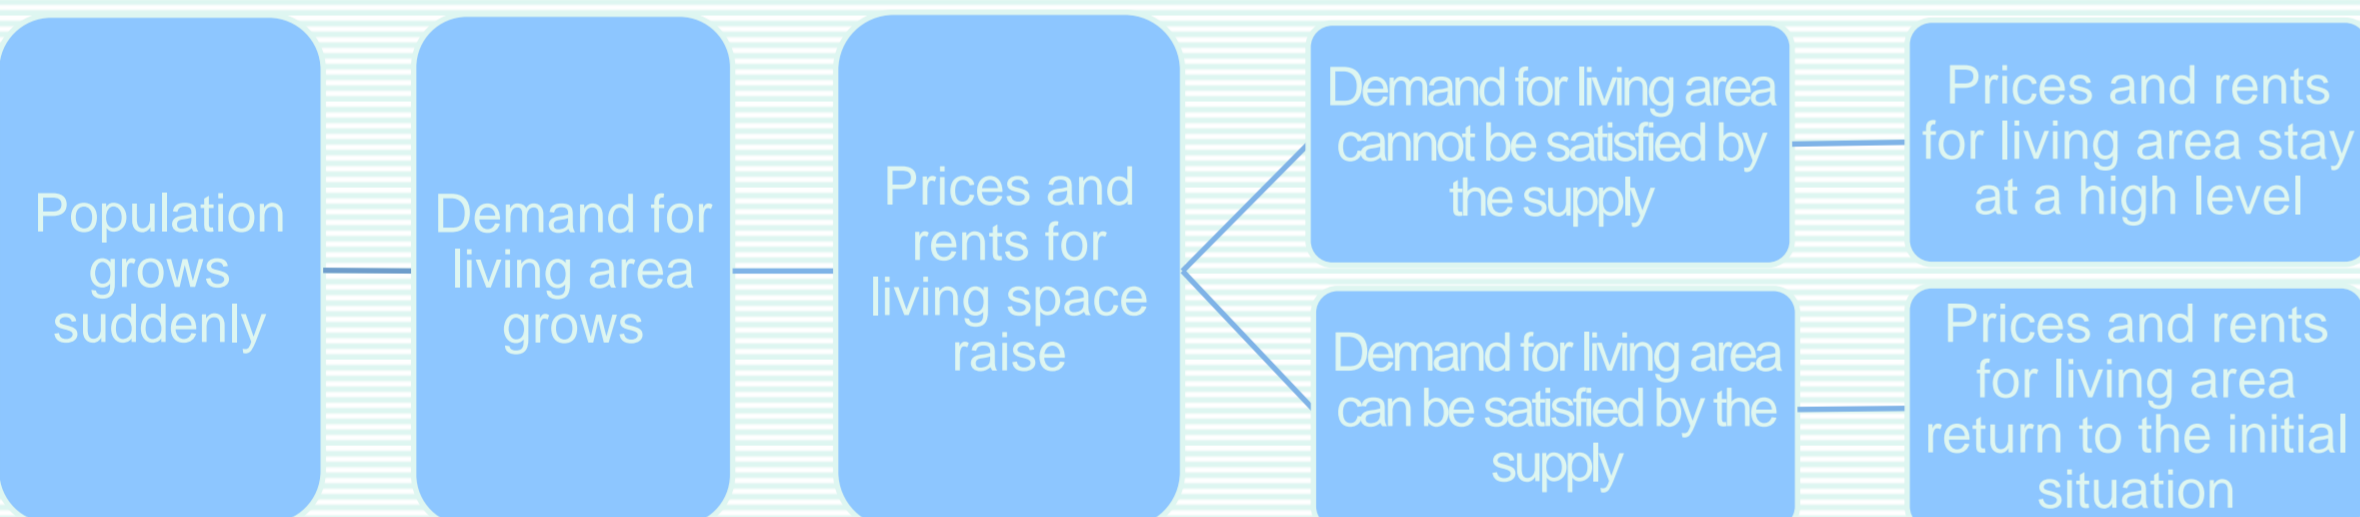 Population
grows
suddenly
Demand for
living area
grows
Prices and
rents for
living space
raise
Demand for living area
cannot be satisfied by
the supply
Prices and rents
for living area stay
at a high level
Demand for living area
can be satisfied by the
supply
Prices and rents
for living area
return to the initial
situation